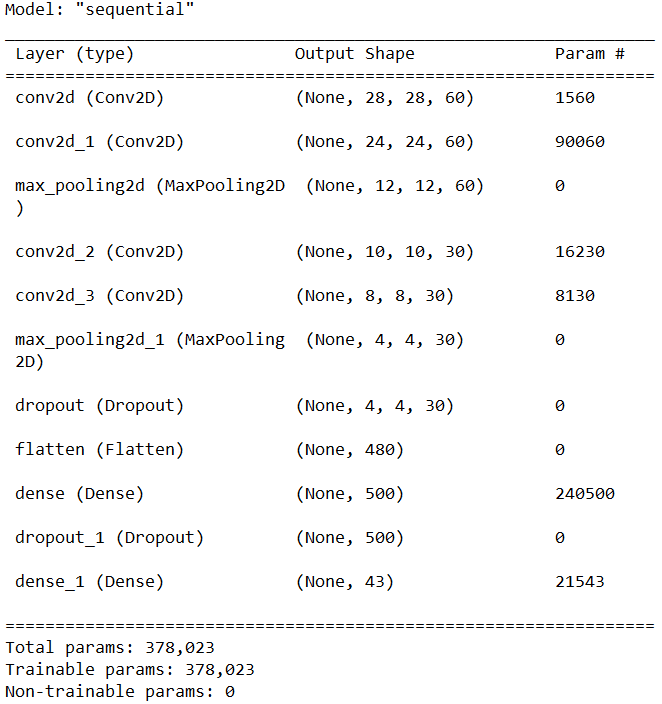 Model: "sequential"
_________________________________________________________________
Layer (type) Output Shape Param #
=================================================================
conv2d (Conv2D) (None, 28, 28, 60) 1560
conv2d_1 (Conv2D) (None, 24, 24, 60) 90060
max_pooling2d (MaxPooling2D (None, 12, 12, 60) 0
)
conv2d_2 (Conv2D) (None, 10, 10, 30) 16230
conv2d_3 (Conv2D) (None, 8, 8, 30) 8130
max_pooling2d_1 (MaxPooling (None, 4, 4, 30) 0
2D)
dropout (Dropout) (None, 4, 4, 30) 0
flatten (Flatten) (None, 480) 0
dense (Dense) (None, 500) 240500
dropout_1 (Dropout) (None, 500) 0
dense_1 (Dense) (None, 43) 21543
=================================================================
Total params: 378,023
Trainable params: 378,023
Non-trainable params: 0